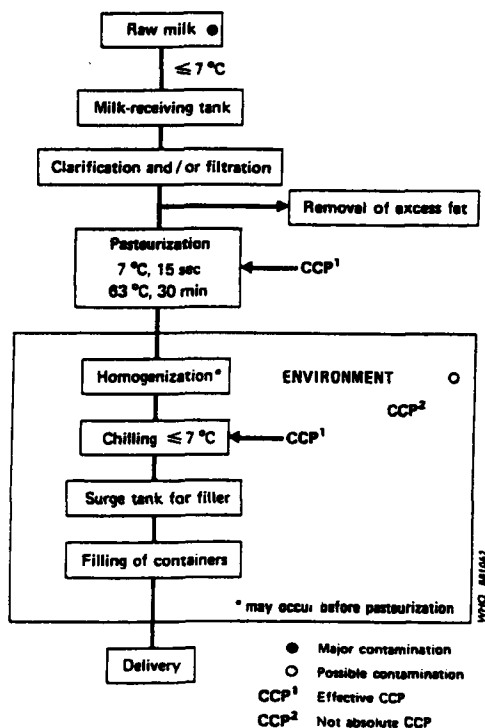 Raw milk
≤ 7 °C
Milk-receiving tank
Clarification and / or filtration
Removal of excess fat
Pasteurization
7 °C, 15 sec
63 °C, 30 min
CCP¹
Homogenization*
ENVIRONMENT
CCP²
Chilling ≤ 7 °C
CCP¹
Surge tank for filler
Filling of containers
* may occur before pasteurization
Delivery
Major contamination
Possible contamination
CCP¹ Effective CCP
CCP² Not absolute CCP